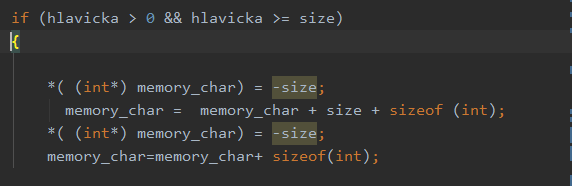 if (hlavicka > 0 && hlavicka >= size)
{
*( (int*) memory_char) = -size;
memory_char =  memory_char + size + sizeof (int);
*( (int*) memory_char) = -size;
memory_char=memory_char+ sizeof(int);